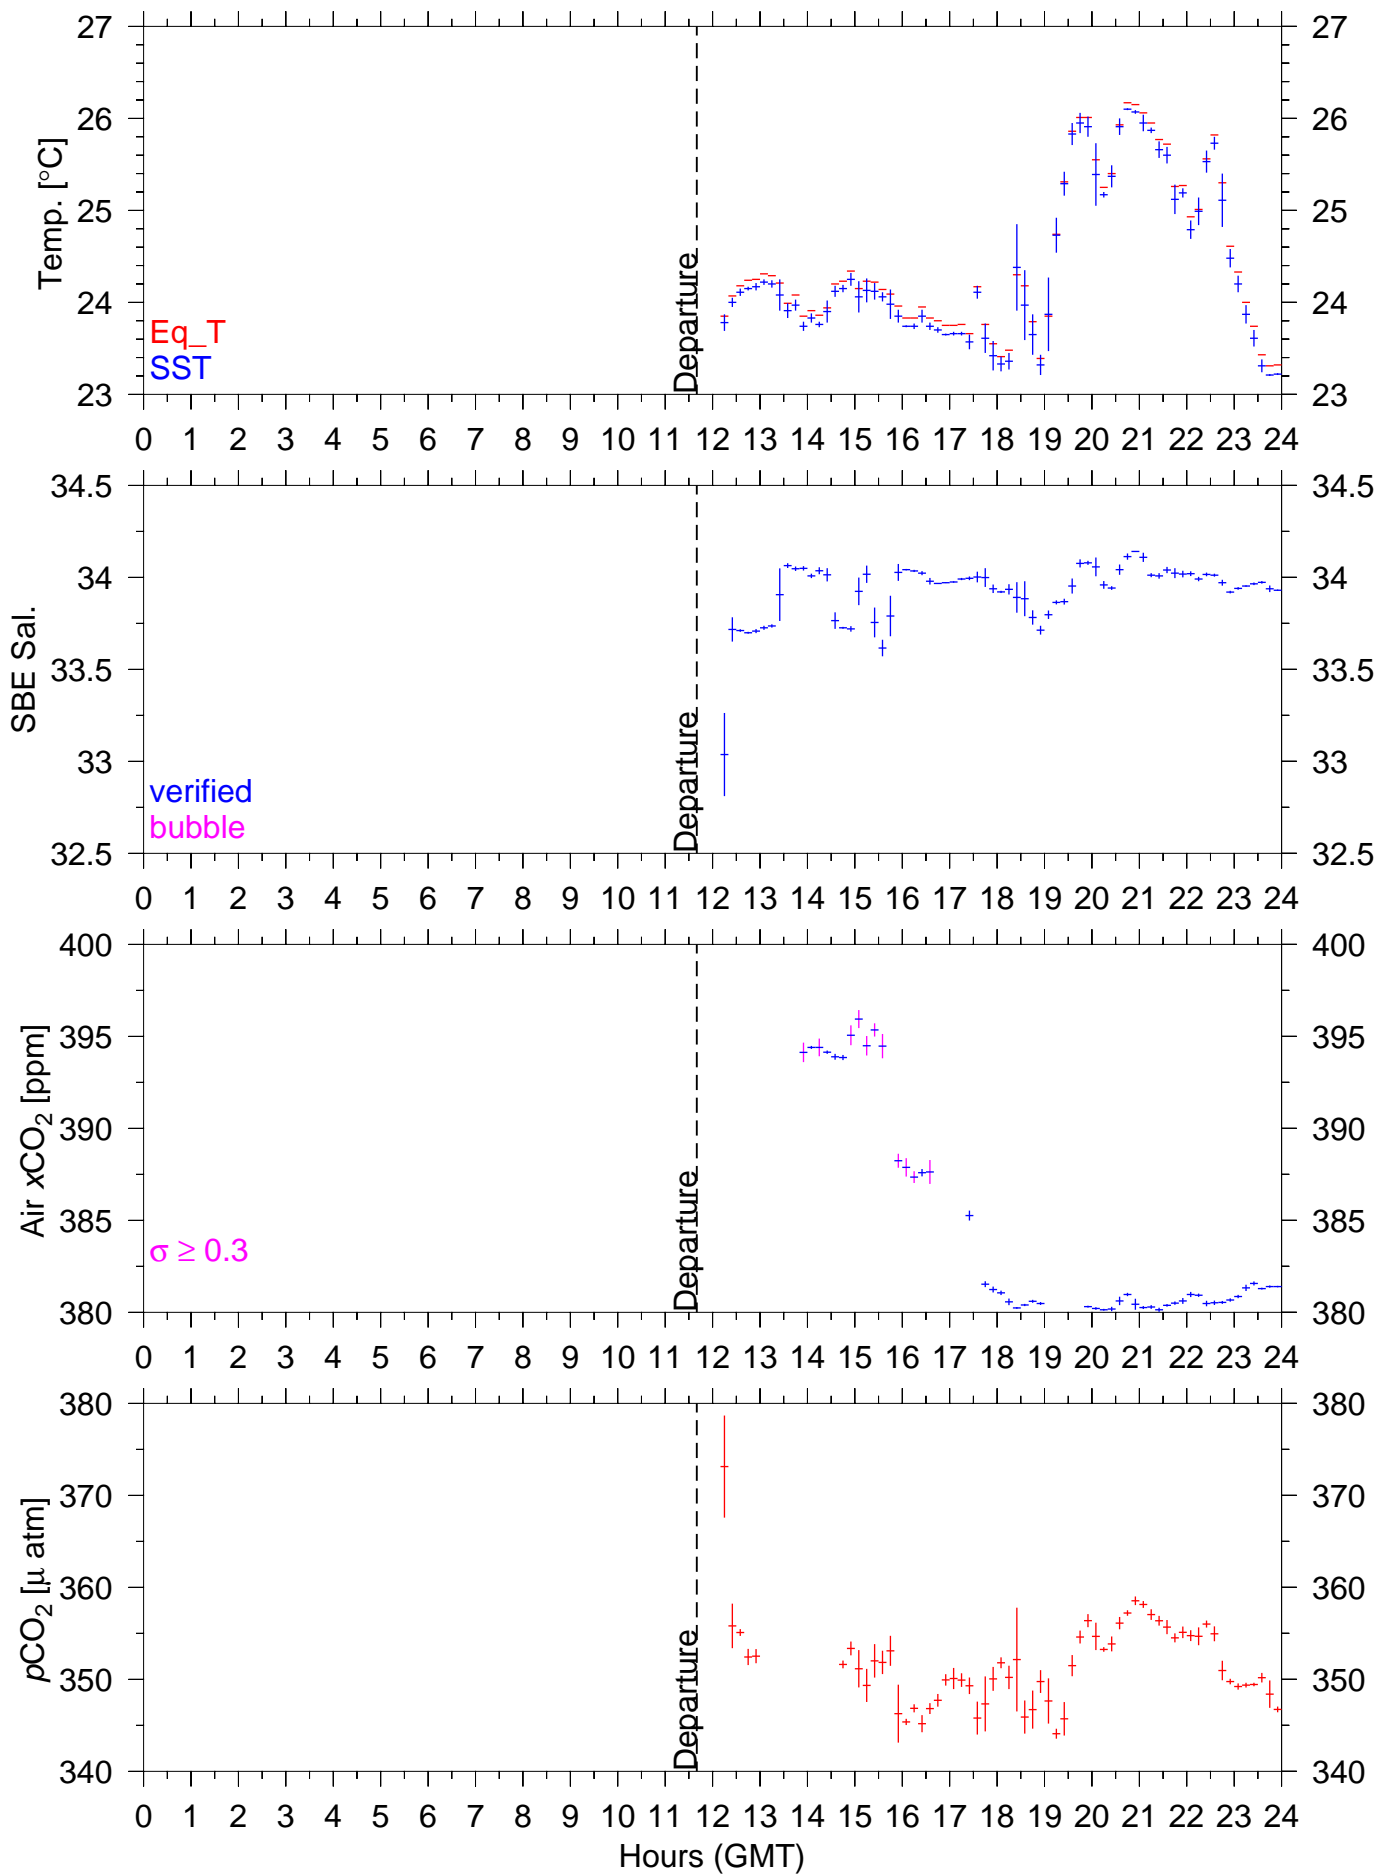 27 27
26 26
25 25
24 24
23 23
Temp. [°C]
Eq_T
SST
Departure
0 1 2 3 4 5 6 7 8 9 10 11 12 13 14 15 16 17 18 19 20 21 22 23 24
34.5 34.5
34 34
33.5 33.5
33 33
32.5 32.5
SBE Sal.
verified
bubble
Departure
0 1 2 3 4 5 6 7 8 9 10 11 12 13 14 15 16 17 18 19 20 21 22 23 24
400 400
395 395
390 390
385 385
380 380
Air xCO₂ [ppm]
σ ≥ 0.3
Departure
0 1 2 3 4 5 6 7 8 9 10 11 12 13 14 15 16 17 18 19 20 21 22 23 24
380 380
370 370
360 360
350 350
340 340
pCO₂ [μ atm]
Departure
0 1 2 3 4 5 6 7 8 9 10 11 12 13 14 15 16 17 18 19 20 21 22 23 24
Hours (GMT)